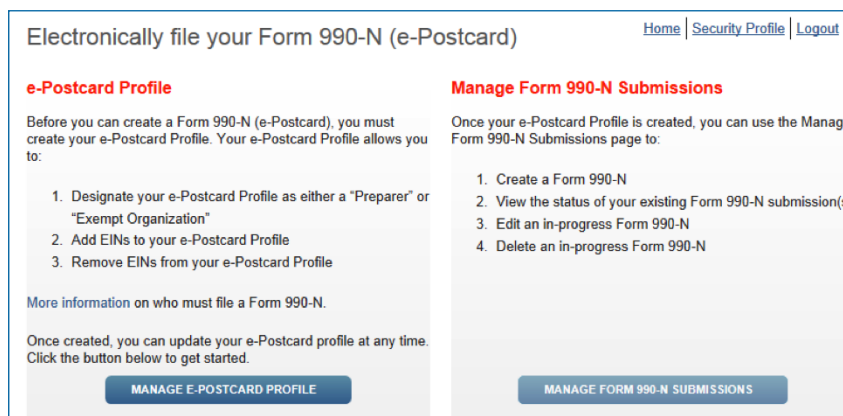 Electronically file your Form 990-N (e-Postcard)
Home | Security Profile | Logout
e-Postcard Profile
Before you can create a Form 990-N (e-Postcard), you must
create your e-Postcard Profile. Your e-Postcard Profile allows you
to:
1. Designate your e-Postcard Profile as either a “Preparer” or
“Exempt Organization”
2. Add EINs to your e-Postcard Profile
3. Remove EINs from your e-Postcard Profile
More information on who must file a Form 990-N.
Once created, you can update your e-Postcard profile at any time.
Click the button below to get started.
MANAGE E-POSTCARD PROFILE
Manage Form 990-N Submissions
Once your e-Postcard Profile is created, you can use the Manag
Form 990-N Submissions page to:
1. Create a Form 990-N
2. View the status of your existing Form 990-N submission(s
3. Edit an in-progress Form 990-N
4. Delete an in-progress Form 990-N
MANAGE FORM 990-N SUBMISSIONS